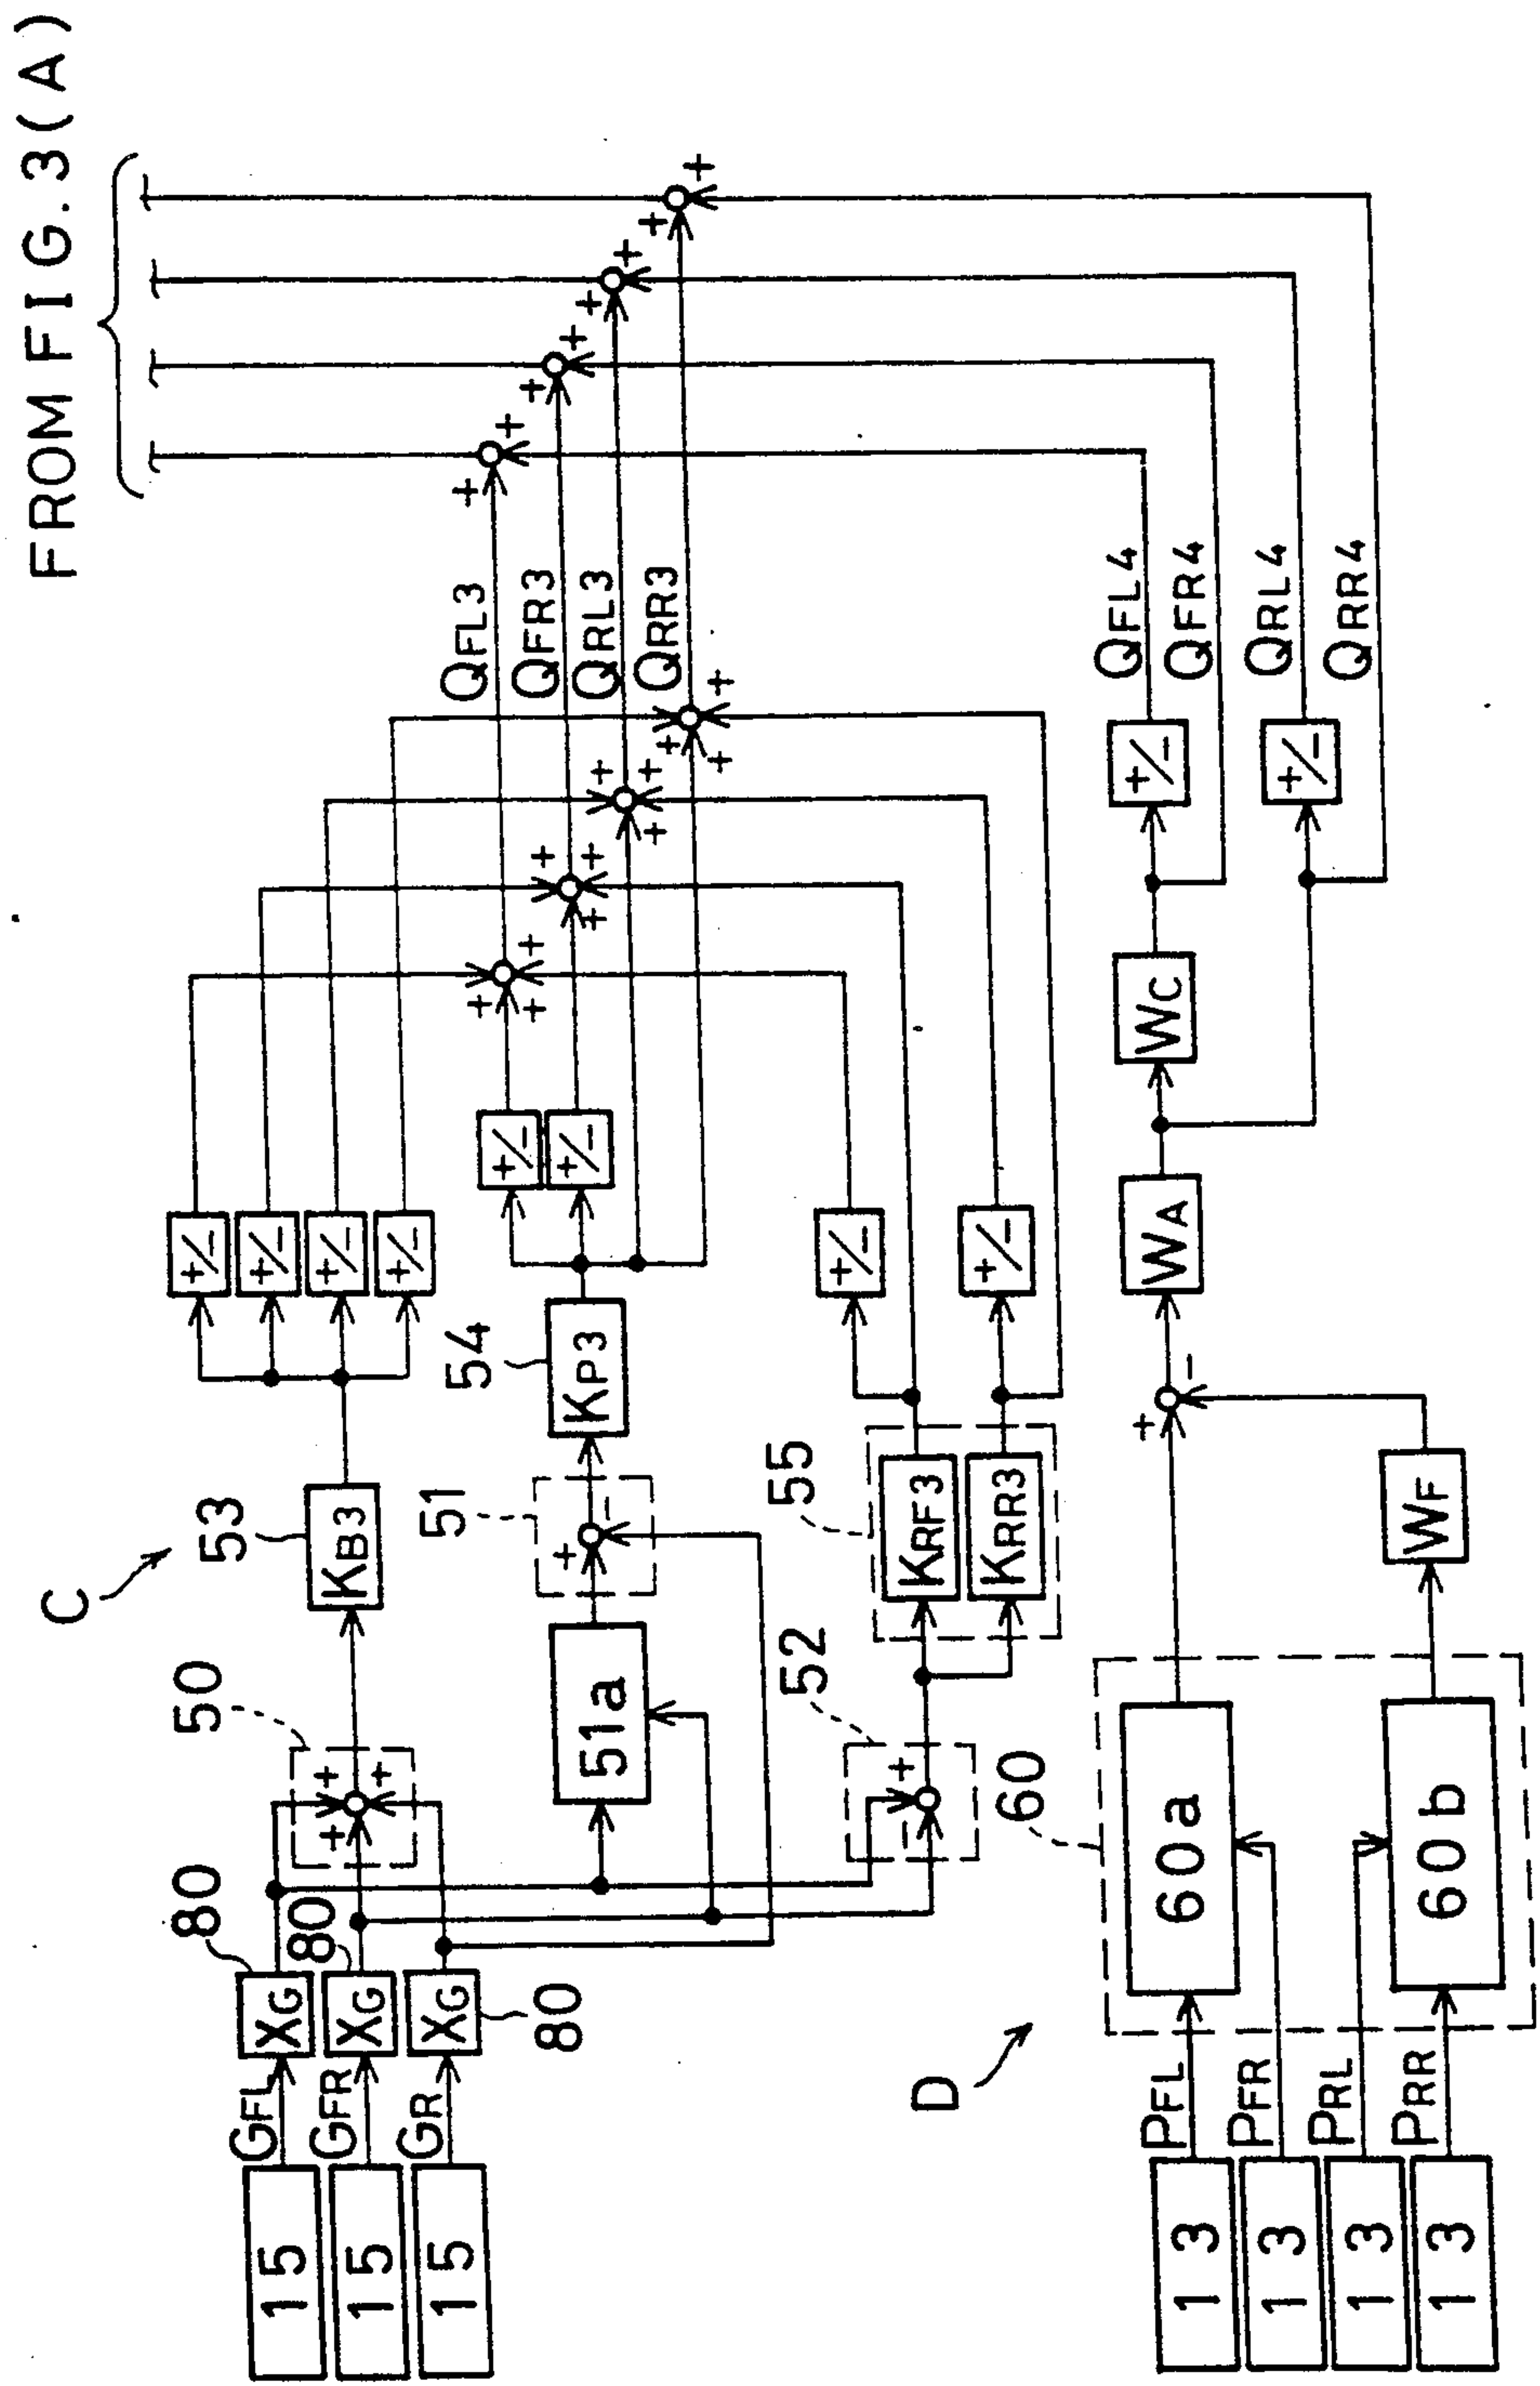 FROM FIG. 3 (A)
C
15
GFL
XG
80
15
GFR
XG
80
15
GR
XG
80
50
+
+
+
53
KB3
+/−
+/−
+/−
+/−
51a
51
+
−
54
KP3
+/−
+/−
52
−
+
55
KRF3
KRR3
+/−
+/−
+
+
+
+
+
+
+
+
+
+
+
+
QFL3
QFR3
QRL3
QRR3
+
+
+
+
+
+
+
+
D
13
PFL
13
PFR
13
PRL
13
PRR
60
60a
60b
WF
+
−
WA
WC
+/−
+/−
QFL4
QFR4
QRL4
QRR4